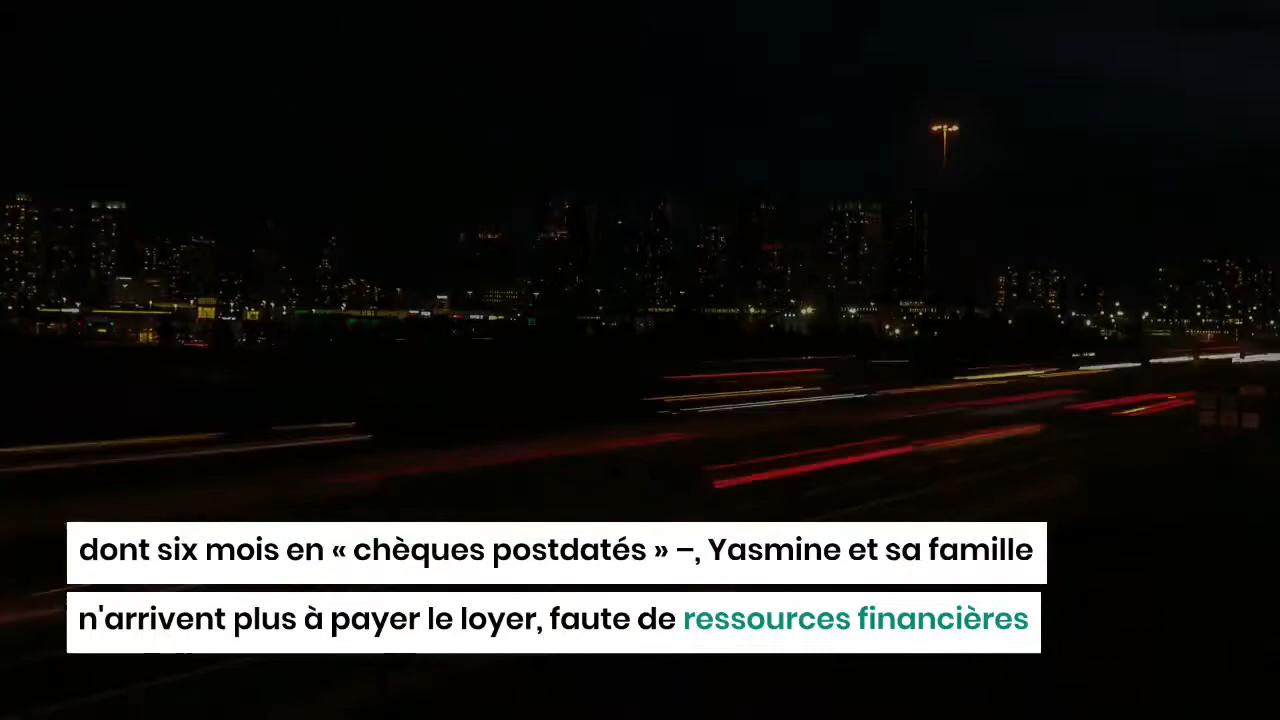 dont six mois en « chèques postdatés » –, Yasmine et sa famille
n'arrivent plus à payer le loyer, faute de ressources financières